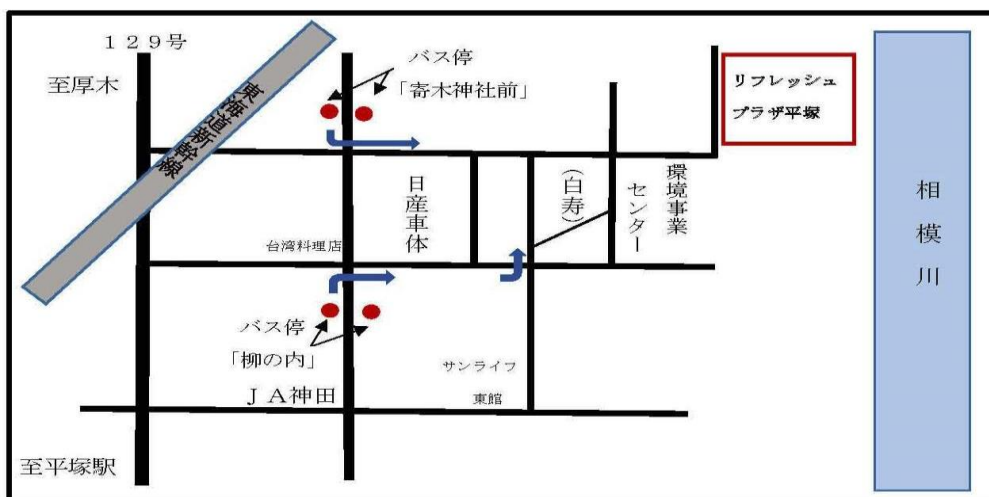 １２９号
至厚木
東海道新幹線
バス停
「寄木神社前」
リフレッシュ
プラザ平塚
相模川
日産車体
(白寿)
環境事業
センター
台湾料理店
バス停
「柳の内」
サンライフ
東館
ＪＡ神田
至平塚駅